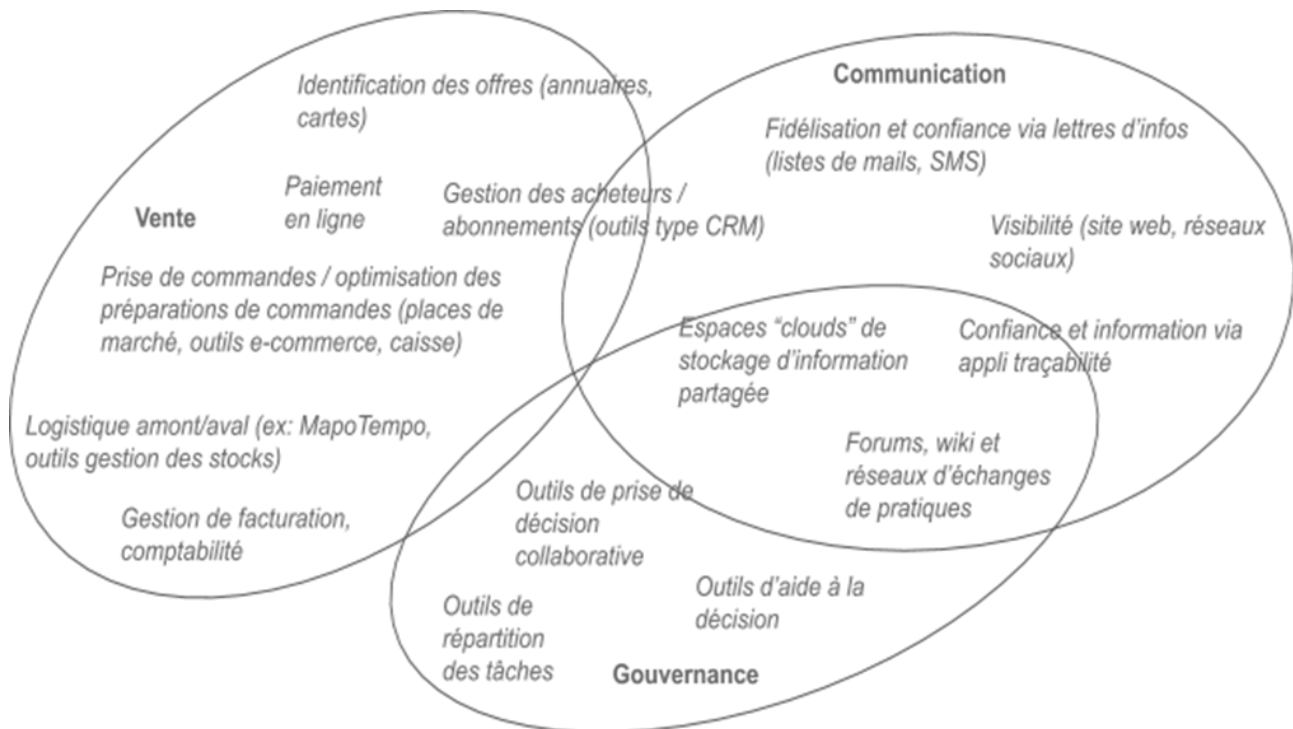 Identification des offres (annuaires,
cartes)
Paiement
en ligne
Vente
Gestion des acheteurs /
abonnements (outils type CRM)
Prise de commandes / optimisation des
préparations de commandes (places de
marché, outils e-commerce, caisse)
Logistique amont/aval (ex: MapoTempo,
outils gestion des stocks)
Gestion de facturation,
comptabilité
Communication
Fidélisation et confiance via lettres d’infos
(listes de mails, SMS)
Visibilité (site web, réseaux
sociaux)
Espaces “clouds” de
stockage d’information
partagée
Confiance et information via
appli traçabilité
Forums, wiki et
réseaux d’échanges
de pratiques
Outils de prise de
décision
collaborative
Outils d’aide à la
décision
Outils de
répartition
des tâches
Gouvernance